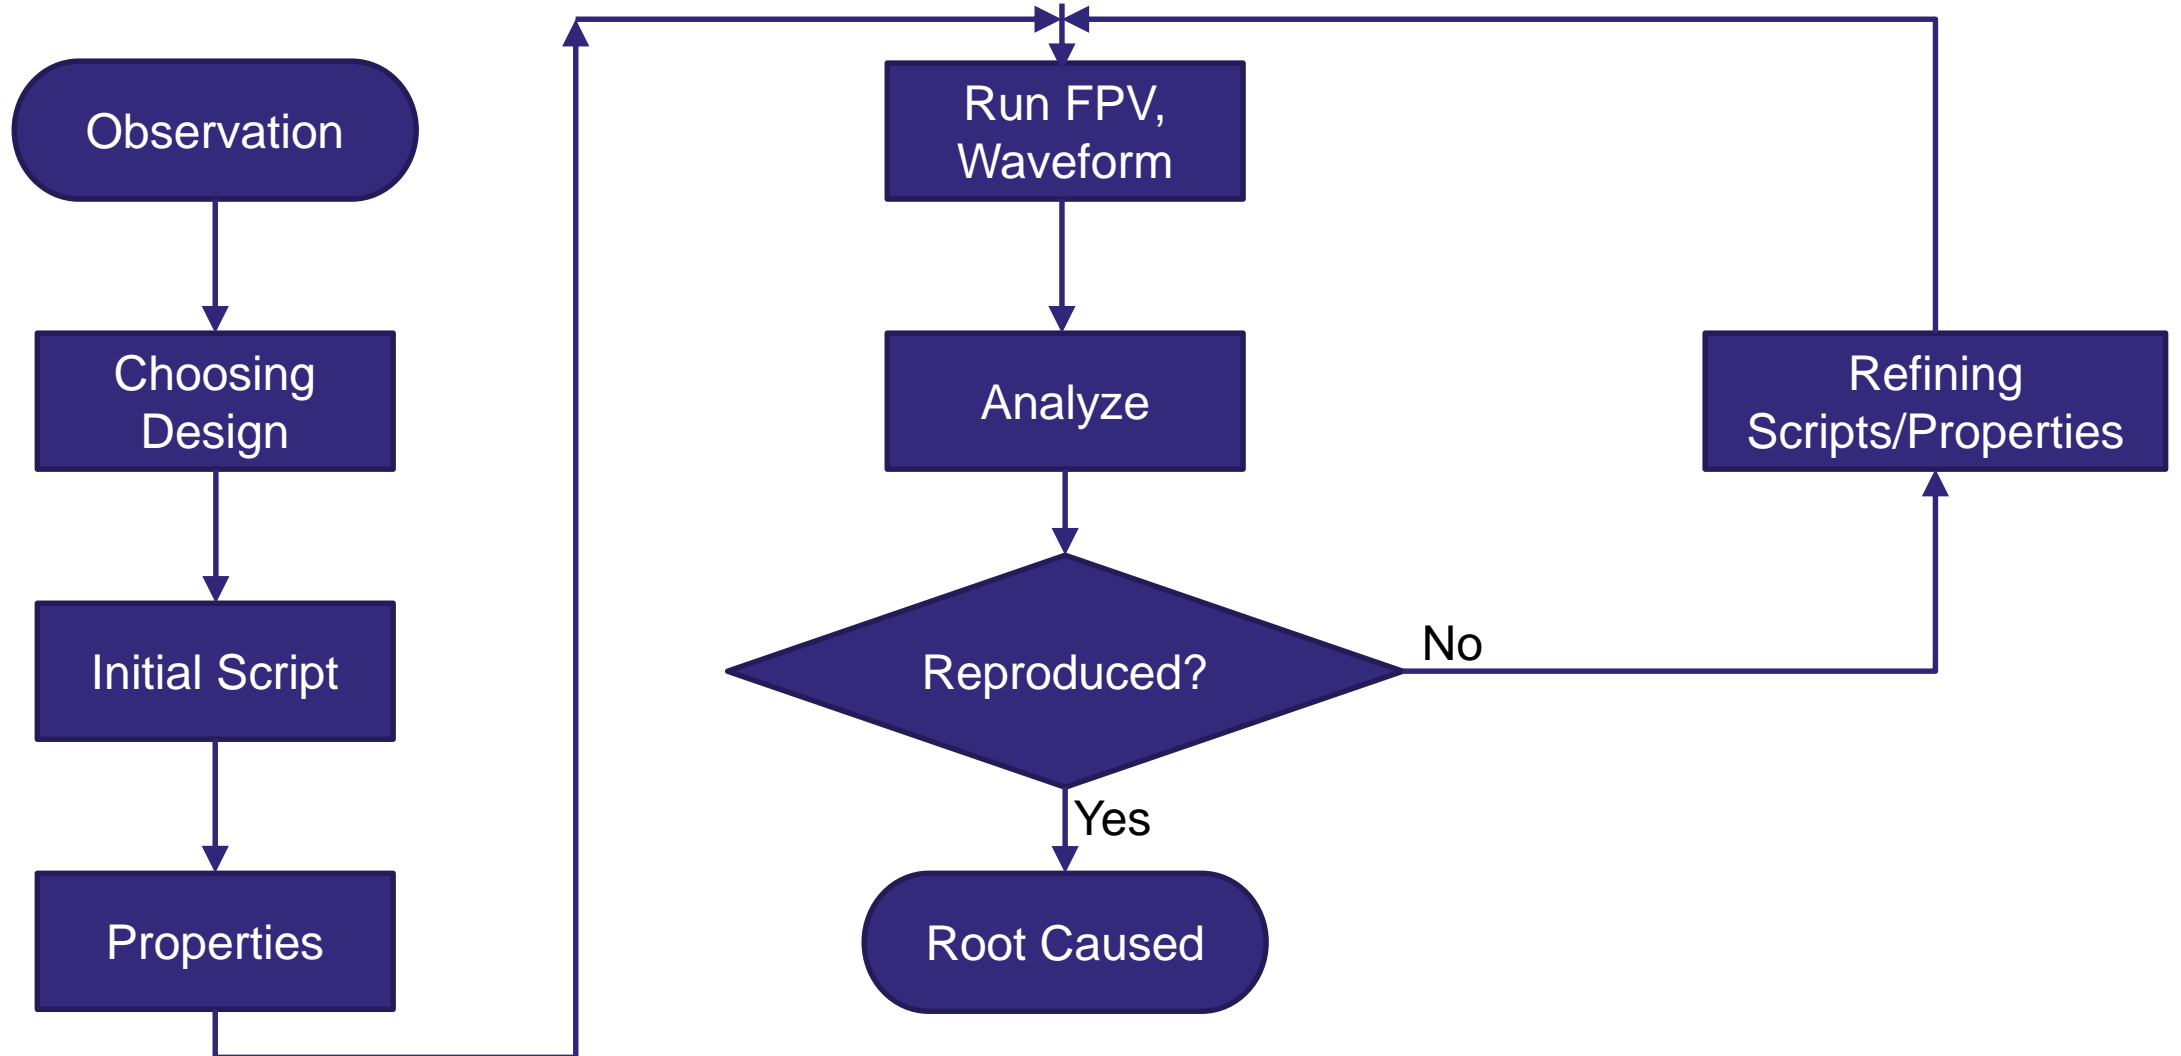 Observation
Choosing
Design
Initial Script
Properties
Run FPV,
Waveform
Analyze
Reproduced?
No
Yes
Root Caused
Refining
Scripts/Properties